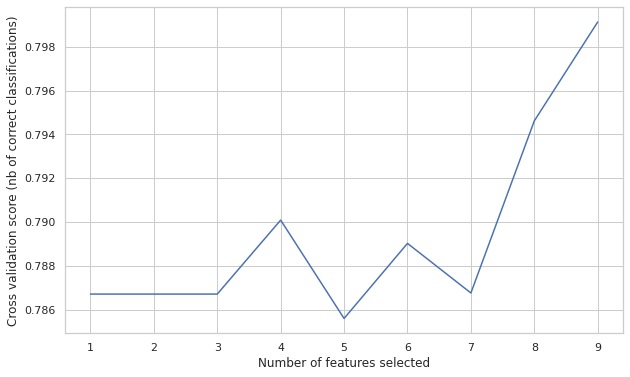 Cross validation score (nb of correct classifications)
0.798
0.796
0.794
0.792
0.790
0.788
0.786
1 2 3 4 5 6 7 8 9
Number of features selected